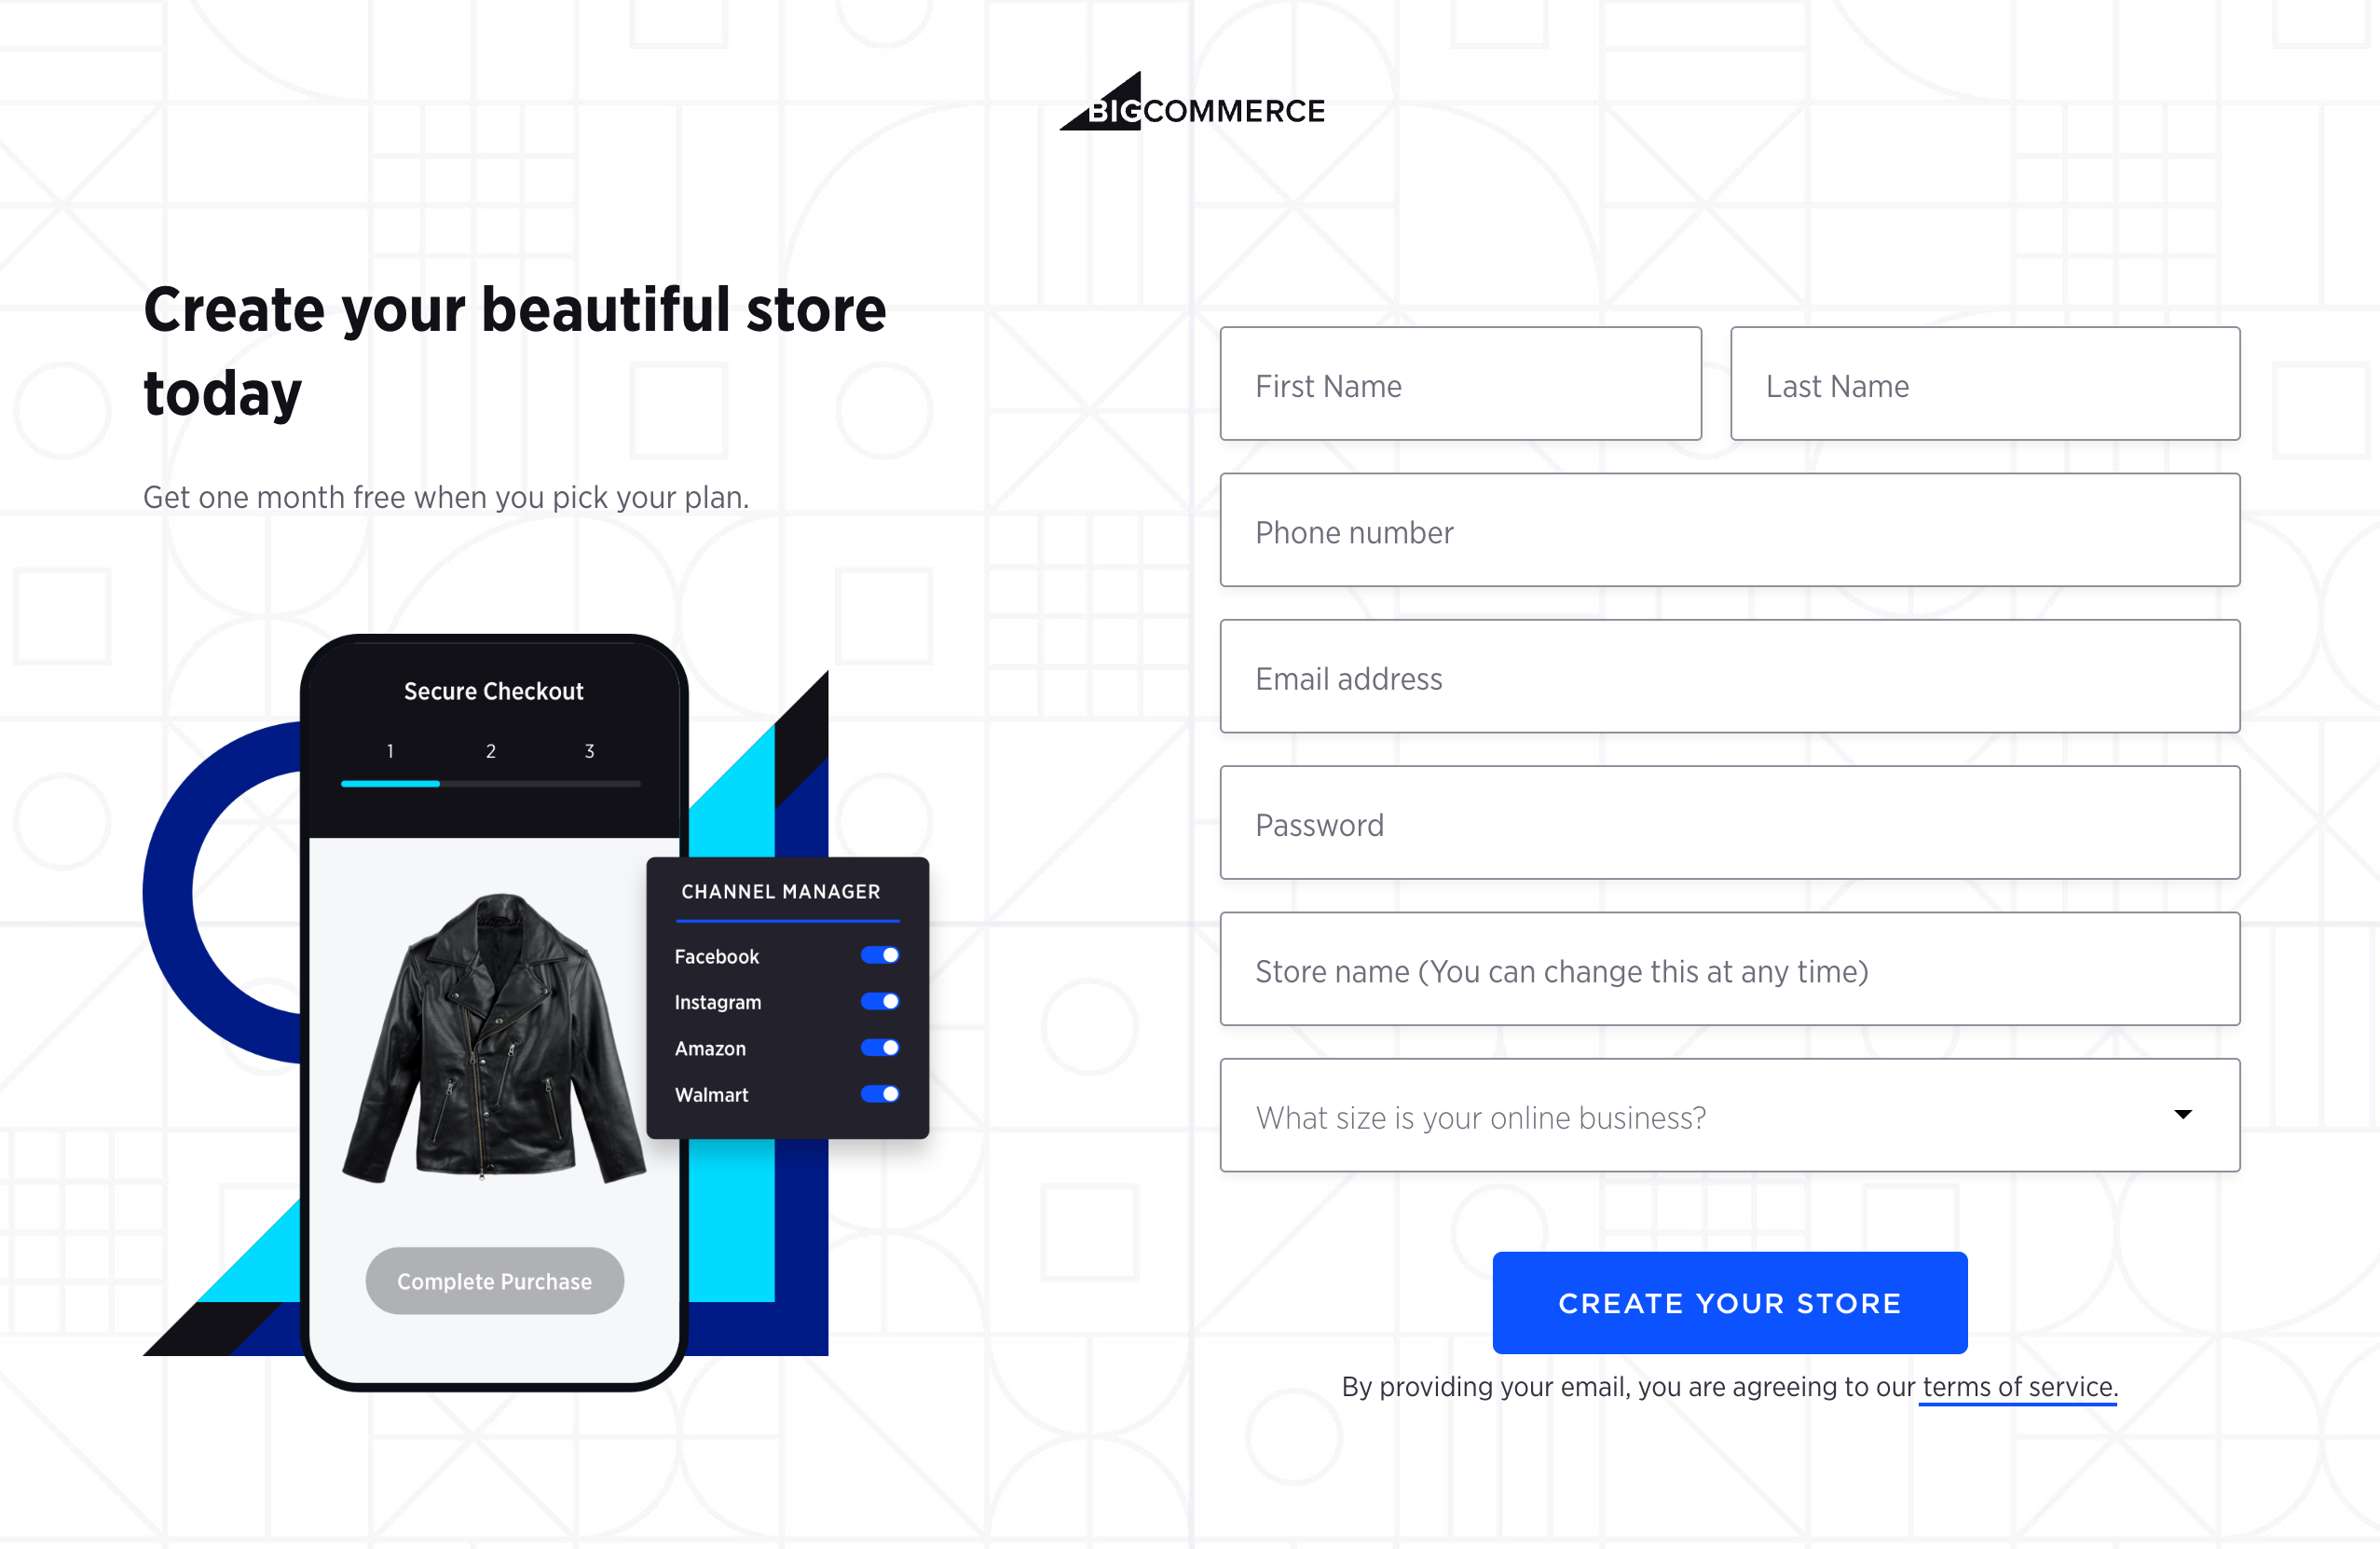 BIGCOMMERCE
Create your beautiful store
today
Get one month free when you pick your plan.
Secure Checkout
1 2 3
CHANNEL MANAGER
Facebook
Instagram
Amazon
Walmart
Complete Purchase
First Name Last Name
Phone number
Email address
Password
Store name (You can change this at any time)
What size is your online business?
CREATE YOUR STORE
By providing your email, you are agreeing to our terms of service.